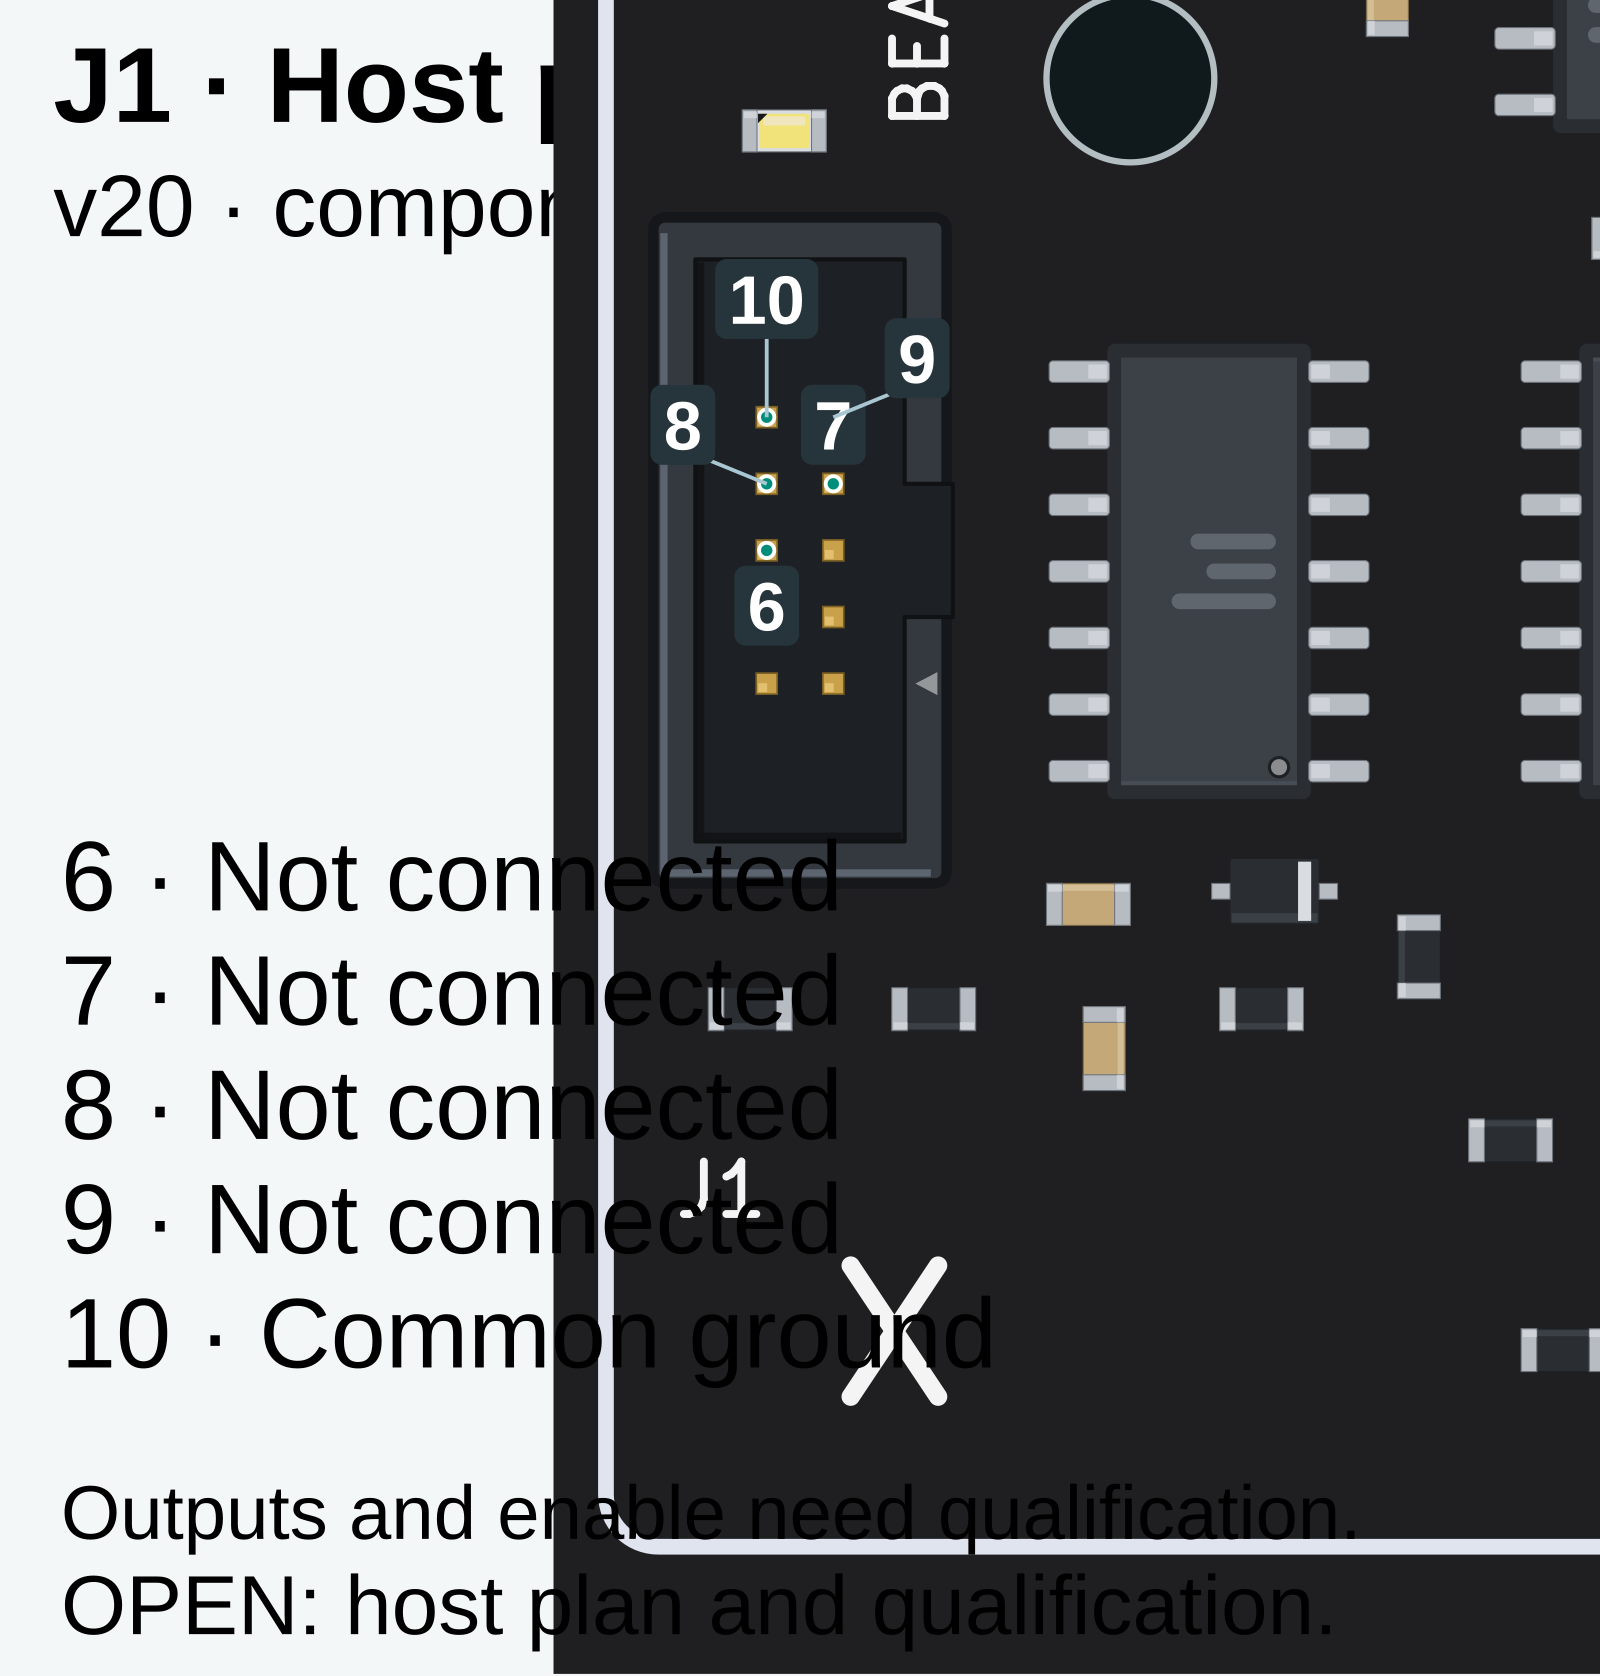 J1 · Host
v20 · compon
BEA
10
9
8
7
6
6 · Not connected
7 · Not connected
8 · Not connected
9 · Not connected
J1
10 · Common ground
X
Outputs and enable need qualification.
OPEN: host plan and qualification.